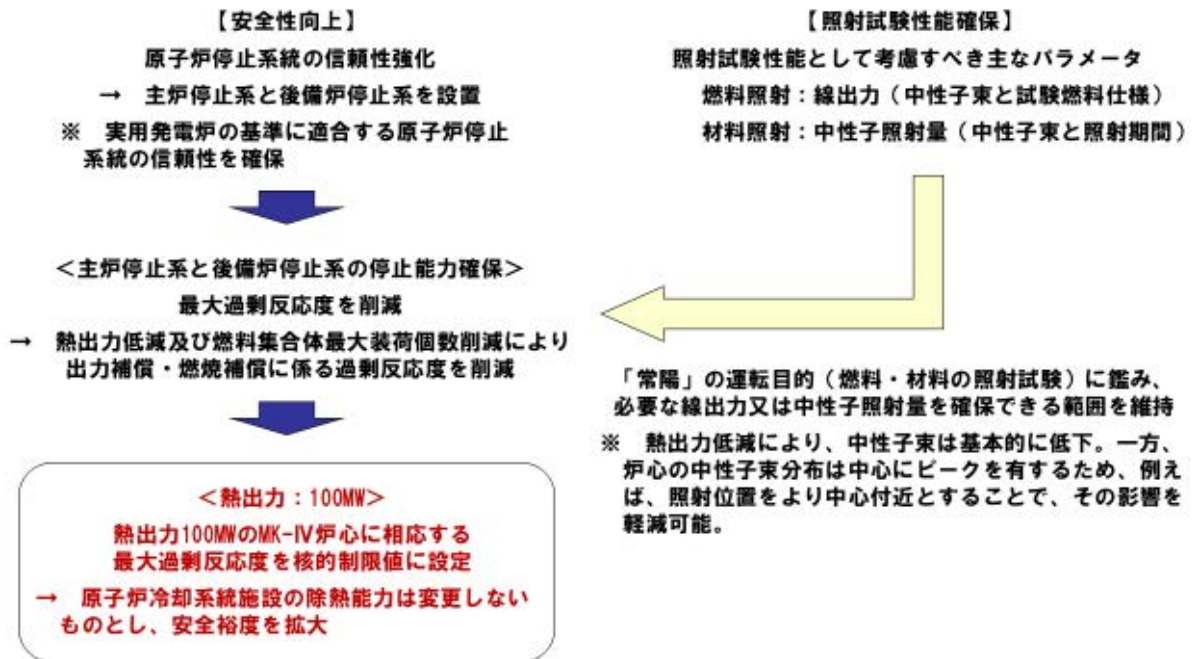 【安全性向上】
原子炉停止系統の信頼性強化
→ 主炉停止系と後備炉停止系を設置
※ 実用発電炉の基準に適合する原子炉停止
系統の信頼性を確保
＜主炉停止系と後備炉停止系の停止能力確保＞
最大過剰反応度を削減
→ 熱出力低減及び燃料集合体最大装荷個数削減により
出力補償・燃焼補償に係る過剰反応度を削減
＜熱出力：100MW＞
熱出力100MWのMK-Ⅳ炉心に相応する
最大過剰反応度を核的制限値に設定
→ 原子炉冷却系統施設の除熱能力は変更しない
ものとし、安全裕度を拡大
【照射試験性能確保】
照射試験性能として考慮すべき主なパラメータ
燃料照射：線出力（中性子束と試験燃料仕様）
材料照射：中性子照射量（中性子束と照射期間）
「常陽」の運転目的（燃料・材料の照射試験）に鑑み、
必要な線出力又は中性子照射量を確保できる範囲を維持
※ 熱出力低減により、中性子束は基本的に低下。一方、
炉心の中性子束分布は中心にピークを有するため、例え
ば、照射位置をより中心付近とすることで、その影響を
軽減可能。